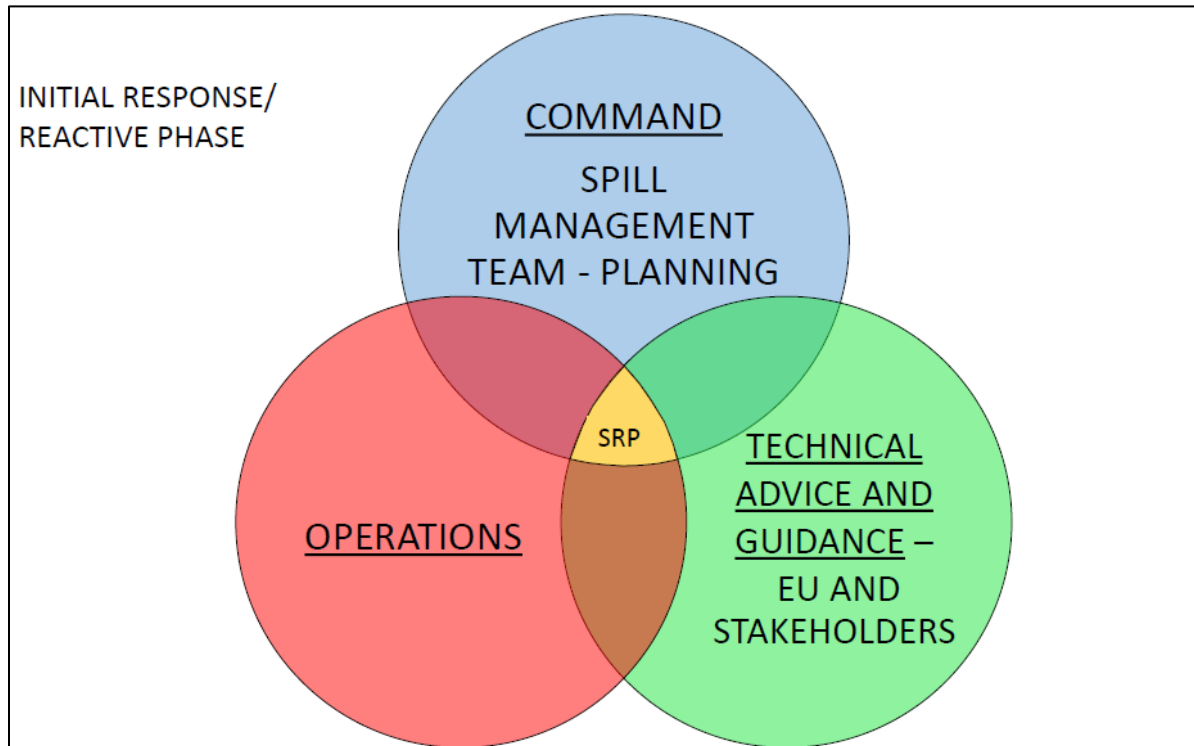 INITIAL RESPONSE/
REACTIVE PHASE
COMMAND
SPILL
MANAGEMENT
TEAM - PLANNING
SRP
OPERATIONS
TECHNICAL
ADVICE AND
GUIDANCE –
EU AND
STAKEHOLDERS